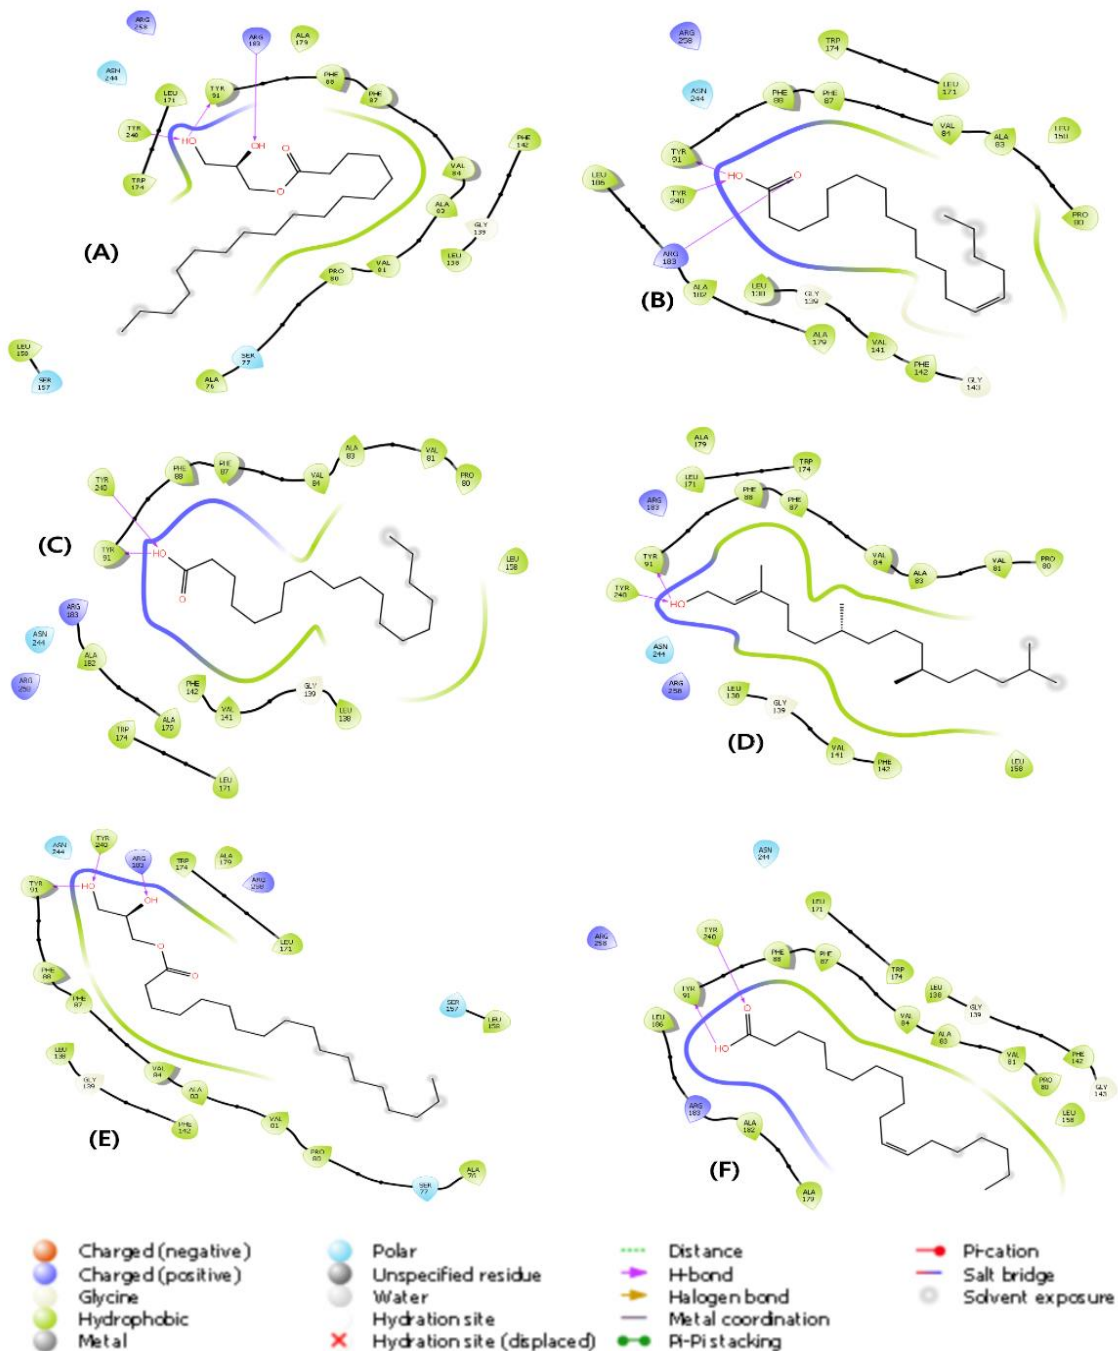 ARG
258
ARG
183
ALA
179
ASN
244
LEU
171
TYR
91
PHE
88
PHE
87
TYR
240
HO
OH
O
O
PHE
142
TRP
174
VAL
84
ALA
83
GLY
139
LEU
138
(A)
PRO
80
VAL
81
SER
77
ALA
76
LEU
158
SER
157
ARG
258
TRP
174
ASN
244
PHE
88
PHE
87
LEU
171
VAL
84
ALA
83
LEU
158
TYR
91
LEU
186
HO
O
TYR
240
PRO
80
ARG
183
(B)
ALA
182
LEU
138
GLY
139
ALA
179
VAL
141
PHE
142
GLY
143
TYR
240
PHE
88
PHE
87
VAL
84
ALA
83
VAL
81
PRO
80
(C)
TYR
91
HO
O
LEU
158
ARG
183
ASN
244
ALA
182
ARG
258
PHE
142
VAL
141
GLY
139
LEU
138
ALA
179
TRP
174
LEU
171
ALA
179
LEU
171
TRP
174
ARG
183
PHE
88
PHE
87
TYR
91
VAL
84
ALA
83
VAL
81
PRO
80
TYR
240
HO
ASN
244
ARG
258
LEU
138
GLY
139
(D)
VAL
141
PHE
142
LEU
158
ASN
244
TYR
240
ARG
183
TRP
174
ALA
179
ARG
258
TYR
91
HO
OH
LEU
171
O
O
PHE
88
PHE
87
SER
157
LEU
158
LEU
138
GLY
139
VAL
84
ALA
83
PHE
142
VAL
81
(E)
PRO
80
SER
77
ALA
76
ASN
244
LEU
171
ARG
258
TYR
240
PHE
88
PHE
87
TRP
174
TYR
91
LEU
138
GLY
139
LEU
186
O
HO
VAL
84
ALA
83
VAL
81
PHE
142
PRO
80
GLY
143
ARG
183
ALA
182
LEU
158
(F)
ALA
179
Charged (negative)
Charged (positive)
Glycine
Hydrophobic
Metal
Polar
Unspecified residue
Water
Hydration site
Hydration site (displaced)
Distance
H-bond
Halogen bond
Metal coordination
Pi-Pi stacking
Pi-cation
Salt bridge
Solvent exposure